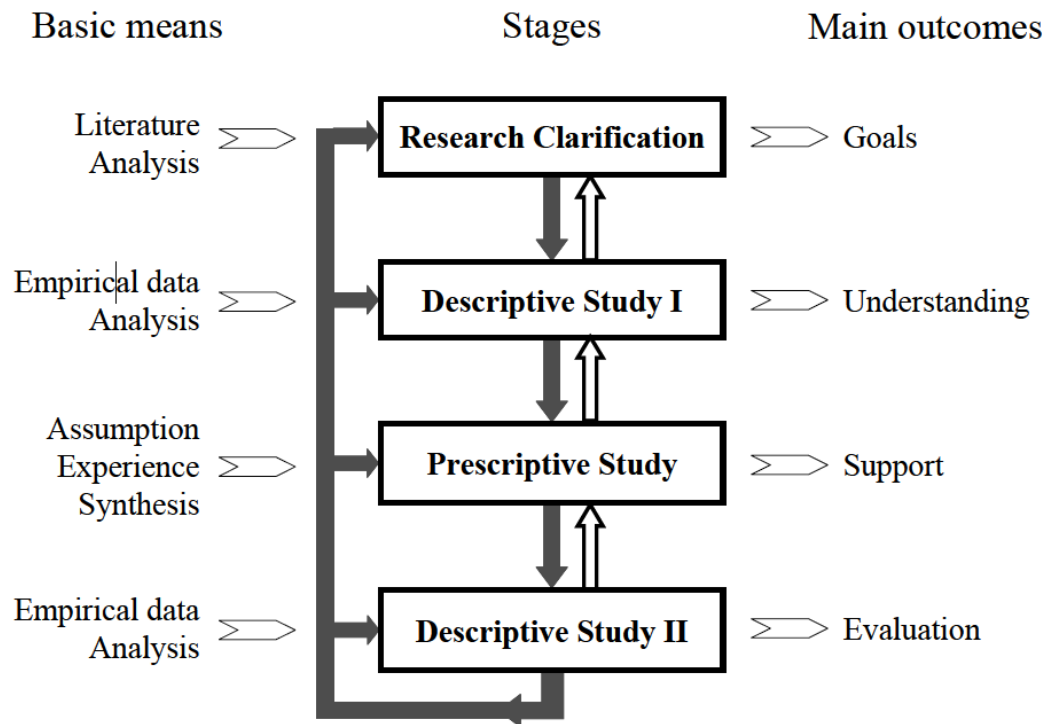 Basic means
Stages
Main outcomes
Literature
Analysis
Research Clarification
Goals
Empirical data
Analysis
Descriptive Study I
Understanding
Assumption
Experience
Synthesis
Prescriptive Study
Support
Empirical data
Analysis
Descriptive Study II
Evaluation